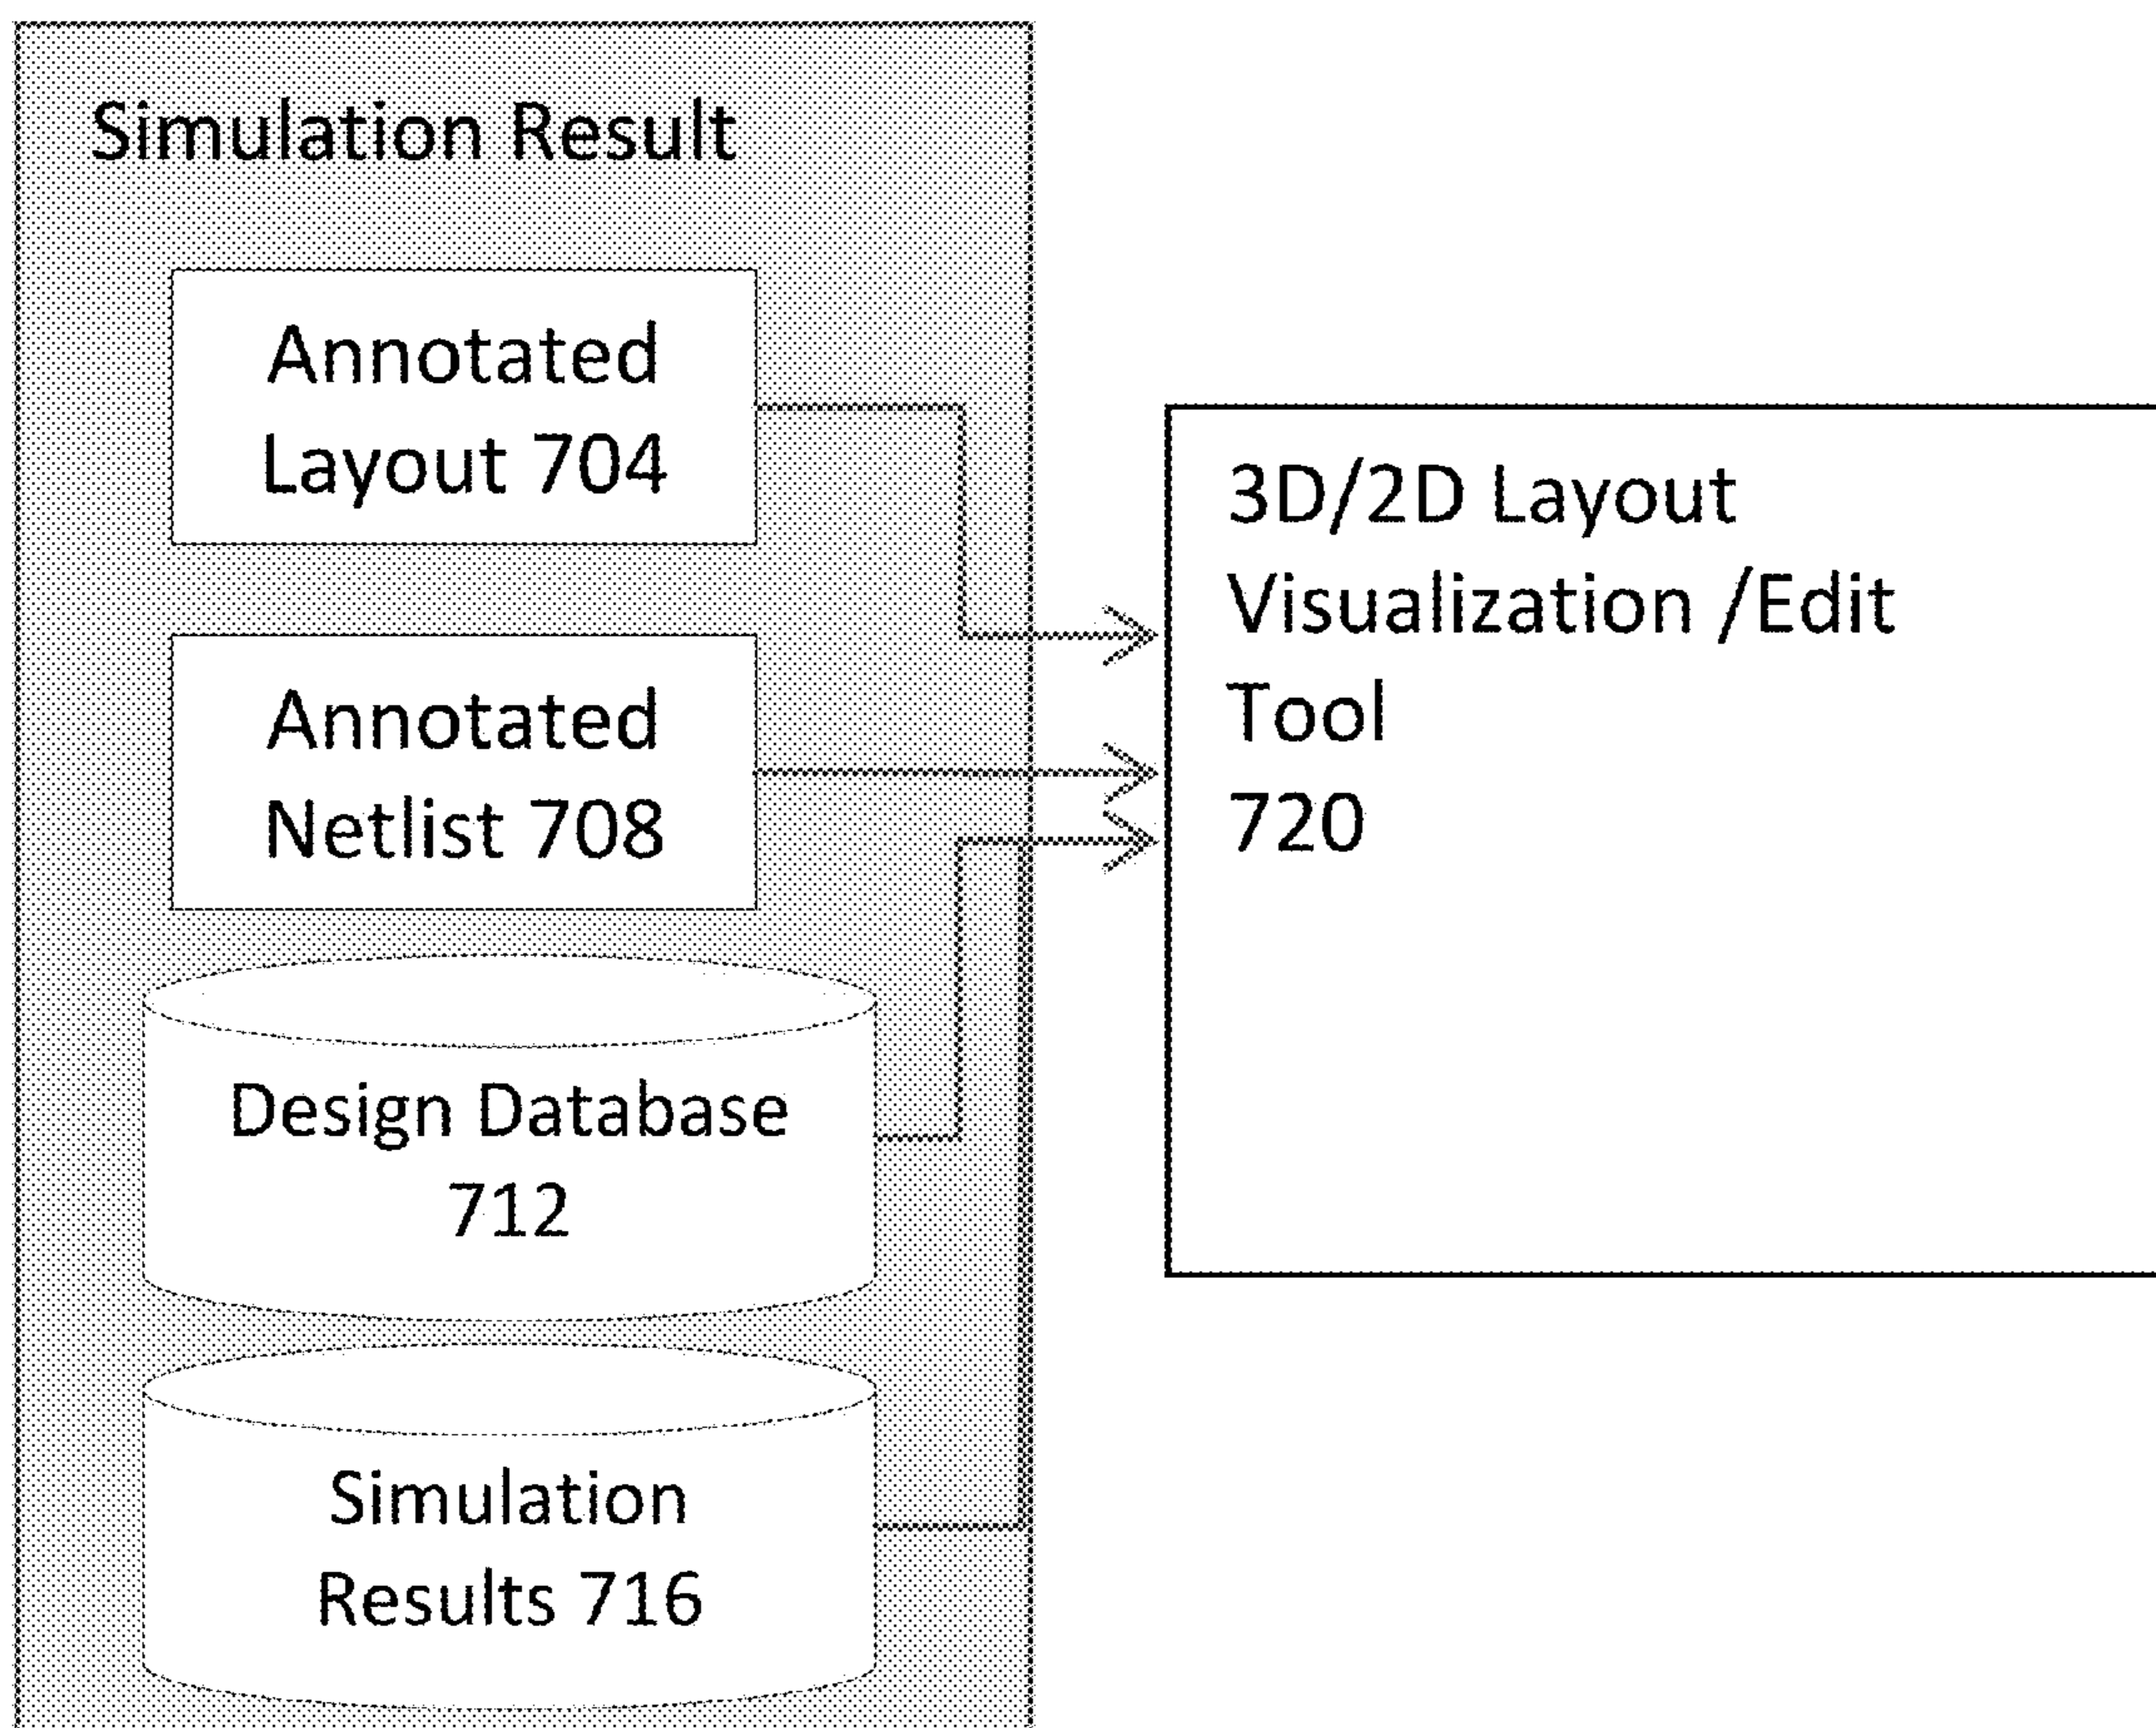 Simulation Result
Annotated
Layout 704
Annotated
Netlist 708
Design Database
712
Simulation
Results 716
3D/2D Layout
Visualization /Edit
Tool
720